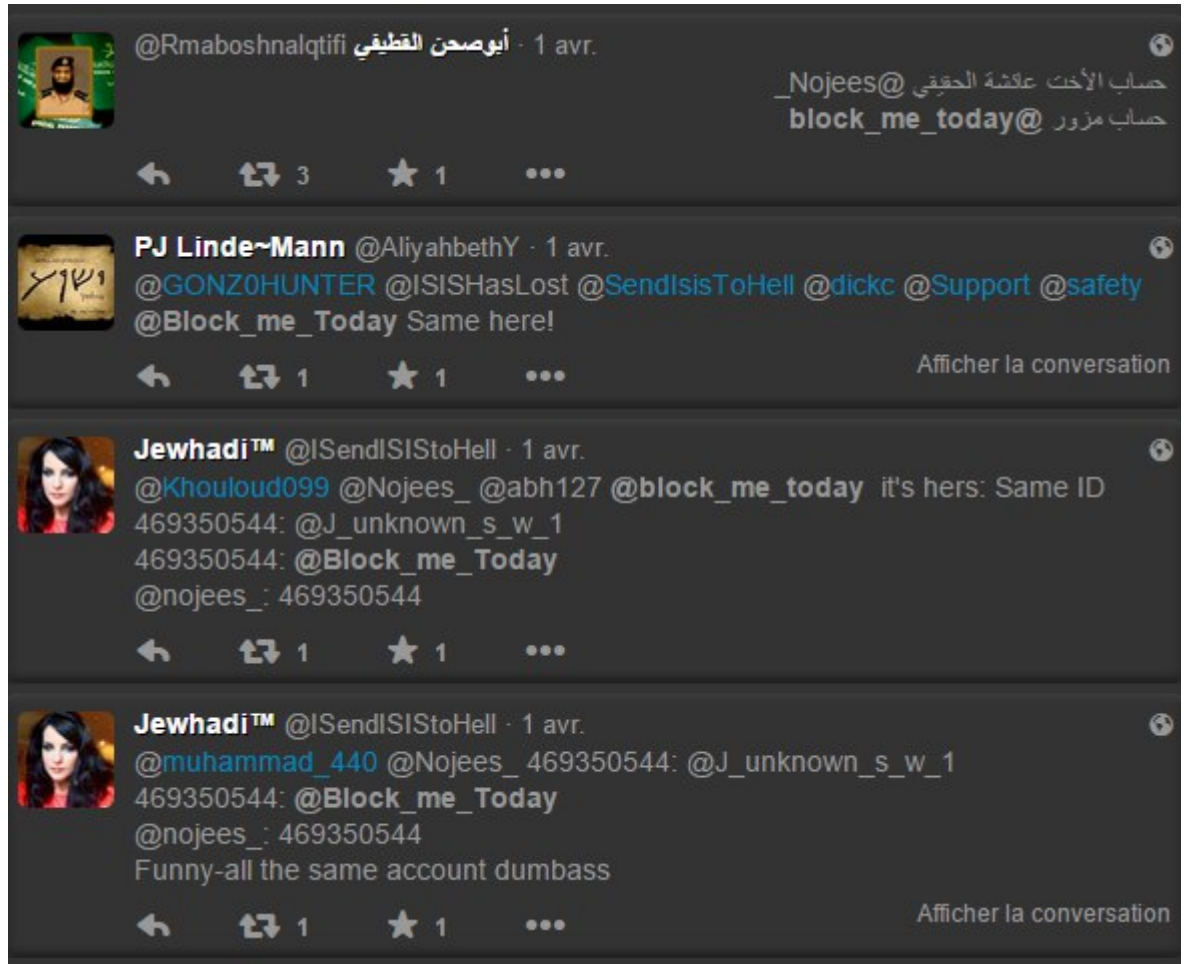 @Rmaboshnalqtifi أبوصحن القطيفي · 1 avr.
حساب الأخت عائشة الحقيقي @Nojees_
حساب مزور @block_me_today
3 1
PJ Linde~Mann @AliyahbethY · 1 avr.
@GONZ0HUNTER @ISISHasLost @SendIsisToHell @dickc @Support @safety
@Block_me_Today Same here!
Afficher la conversation
1 1
Jewhadi™ @ISendISIStoHell · 1 avr.
@Khouloud099 @Nojees_ @abh127 @block_me_today it's hers: Same ID
469350544: @J_unknown_s_w_1
469350544: @Block_me_Today
@nojees_: 469350544
1 1
Jewhadi™ @ISendISIStoHell · 1 avr.
@muhammad_440 @Nojees_ 469350544: @J_unknown_s_w_1
469350544: @Block_me_Today
@nojees_: 469350544
Funny-all the same account dumbass
Afficher la conversation
1 1